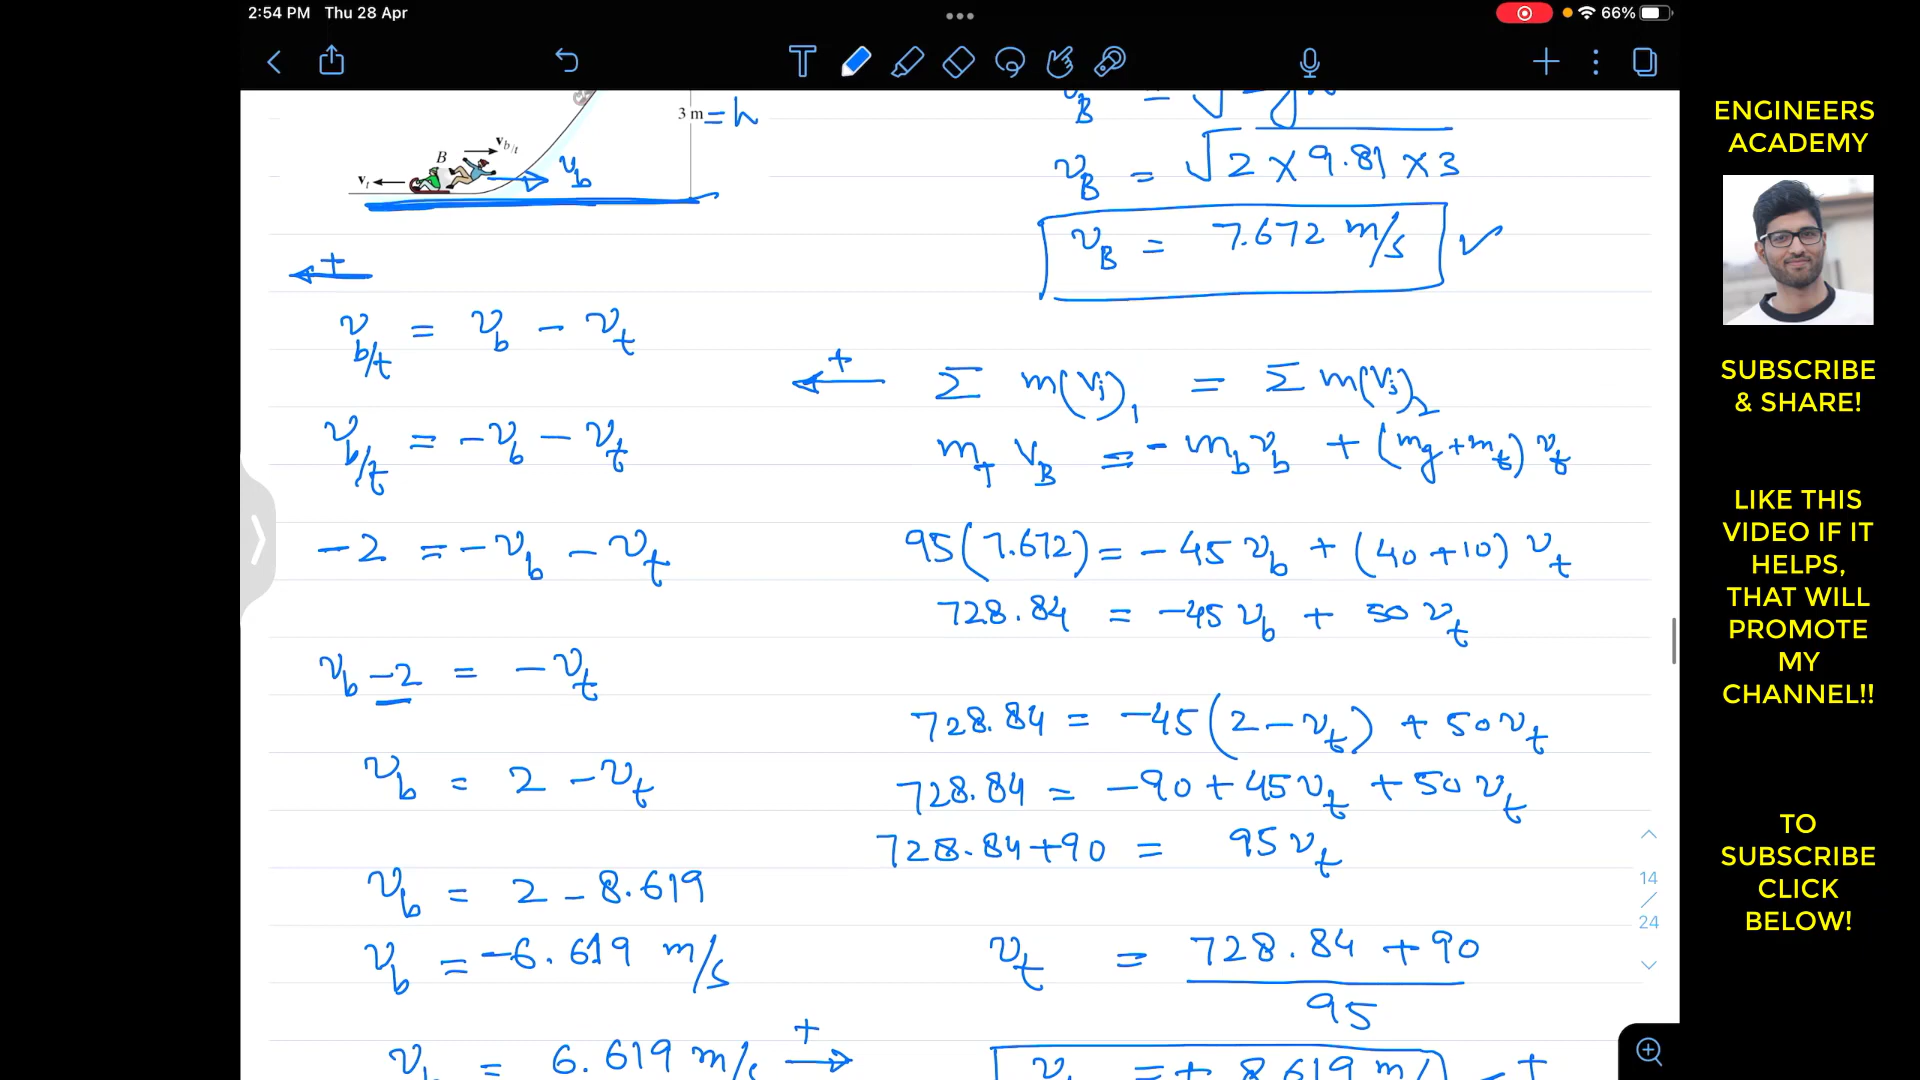 2:54 PM Thu 28 Apr
66%
3 m = h
B
v_b/t
v_t
v_b
+
v_b/t = v_b - v_t
v_b/t = -v_b - v_t
-2 = -v_b - v_t
v_b -2 = -v_t
v_b = 2 - v_t
v_b = 2 - 8.619
v_b = -6.619 m/s
= 6.619 m/s +
v_B = √
v_B = √2 × 9.81 × 3
v_B = 7.672 m/s ✓
+ Σ m(v_i)_1 = Σ m(v_i)_2
m_T v_B = - m_b v_b + (m_g + m_t) v_t
95(7.672) = -45 v_b + (40+10) v_t
728.84 = -45 v_b + 50 v_t
728.84 = -45(2 - v_t) + 50 v_t
728.84 = -90 + 45 v_t + 50 v_t
728.84 + 90 = 95 v_t
v_t = 728.84 + 90
95
= + 8.619 m/ +
14
/
24
ENGINEERS
ACADEMY
SUBSCRIBE
& SHARE!
LIKE THIS
VIDEO IF IT
HELPS,
THAT WILL
PROMOTE
MY
CHANNEL!!
TO
SUBSCRIBE
CLICK
BELOW!